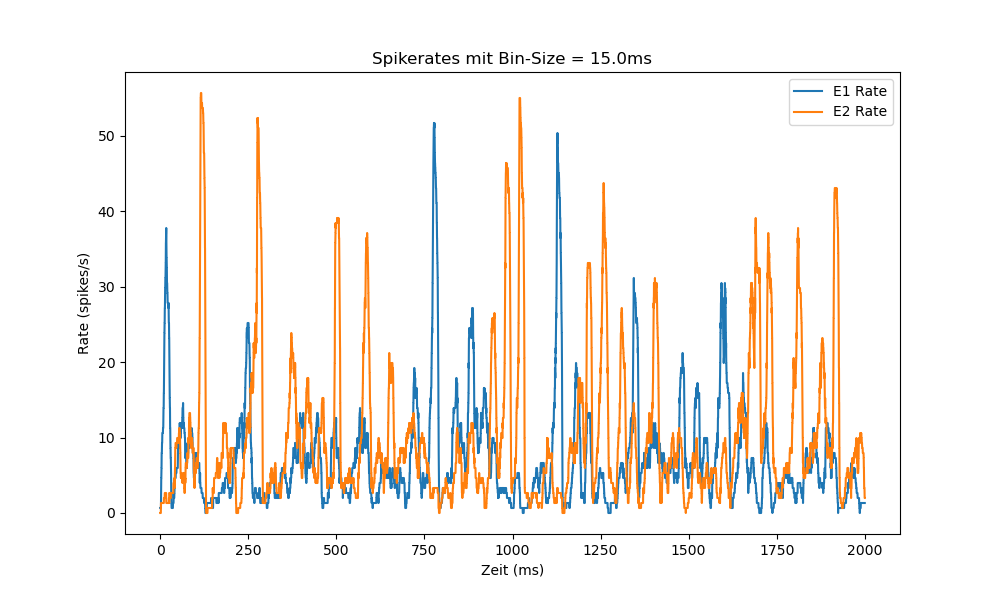 Spikerates mit Bin-Size = 15.0ms
E1 Rate
E2 Rate
Rate (spikes/s)
50
40
30
20
10
0
0 250 500 750 1000 1250 1500 1750 2000
Zeit (ms)